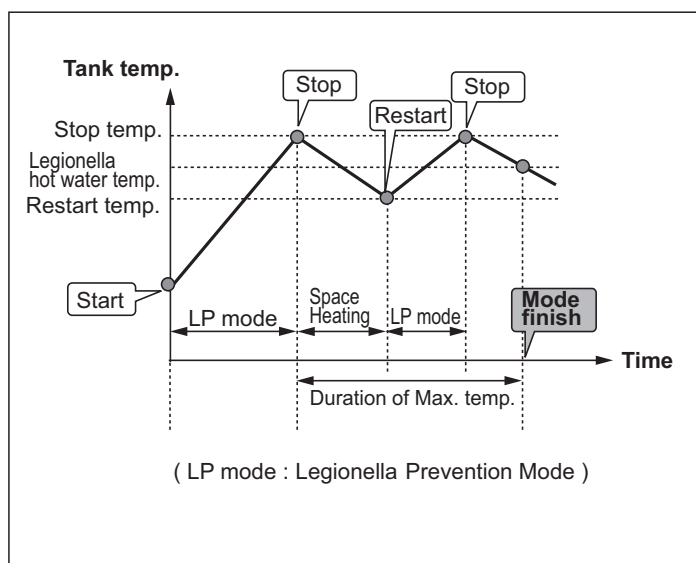 Tank temp.
Stop
Stop
Restart
Stop temp.
Legionella
hot water temp.
Restart temp.
Start
LP mode
Space
Heating
LP mode
Mode
finish
Time
Duration of Max. temp.
( LP mode : Legionella Prevention Mode )